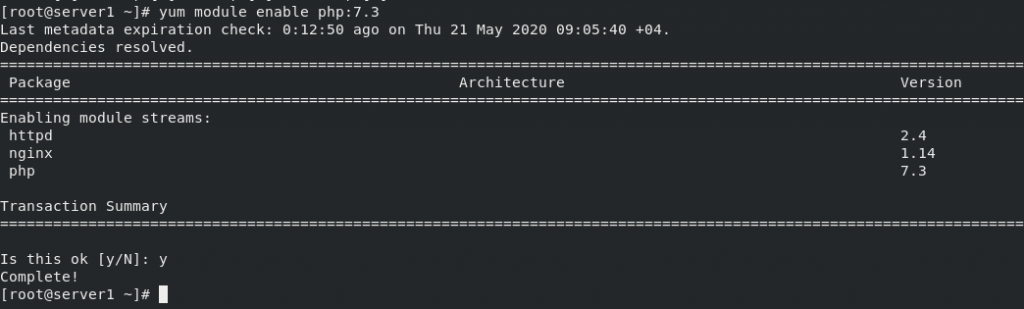 [root@server1 ~]# yum module enable php:7.3
Last metadata expiration check: 0:12:50 ago on Thu 21 May 2020 09:05:40 +04.
Dependencies resolved.
================================================================================================================
Package Architecture Version
================================================================================================================
Enabling module streams:
httpd 2.4
nginx 1.14
php 7.3
Transaction Summary
================================================================================================================
Is this ok [y/N]: y
Complete!
[root@server1 ~]#